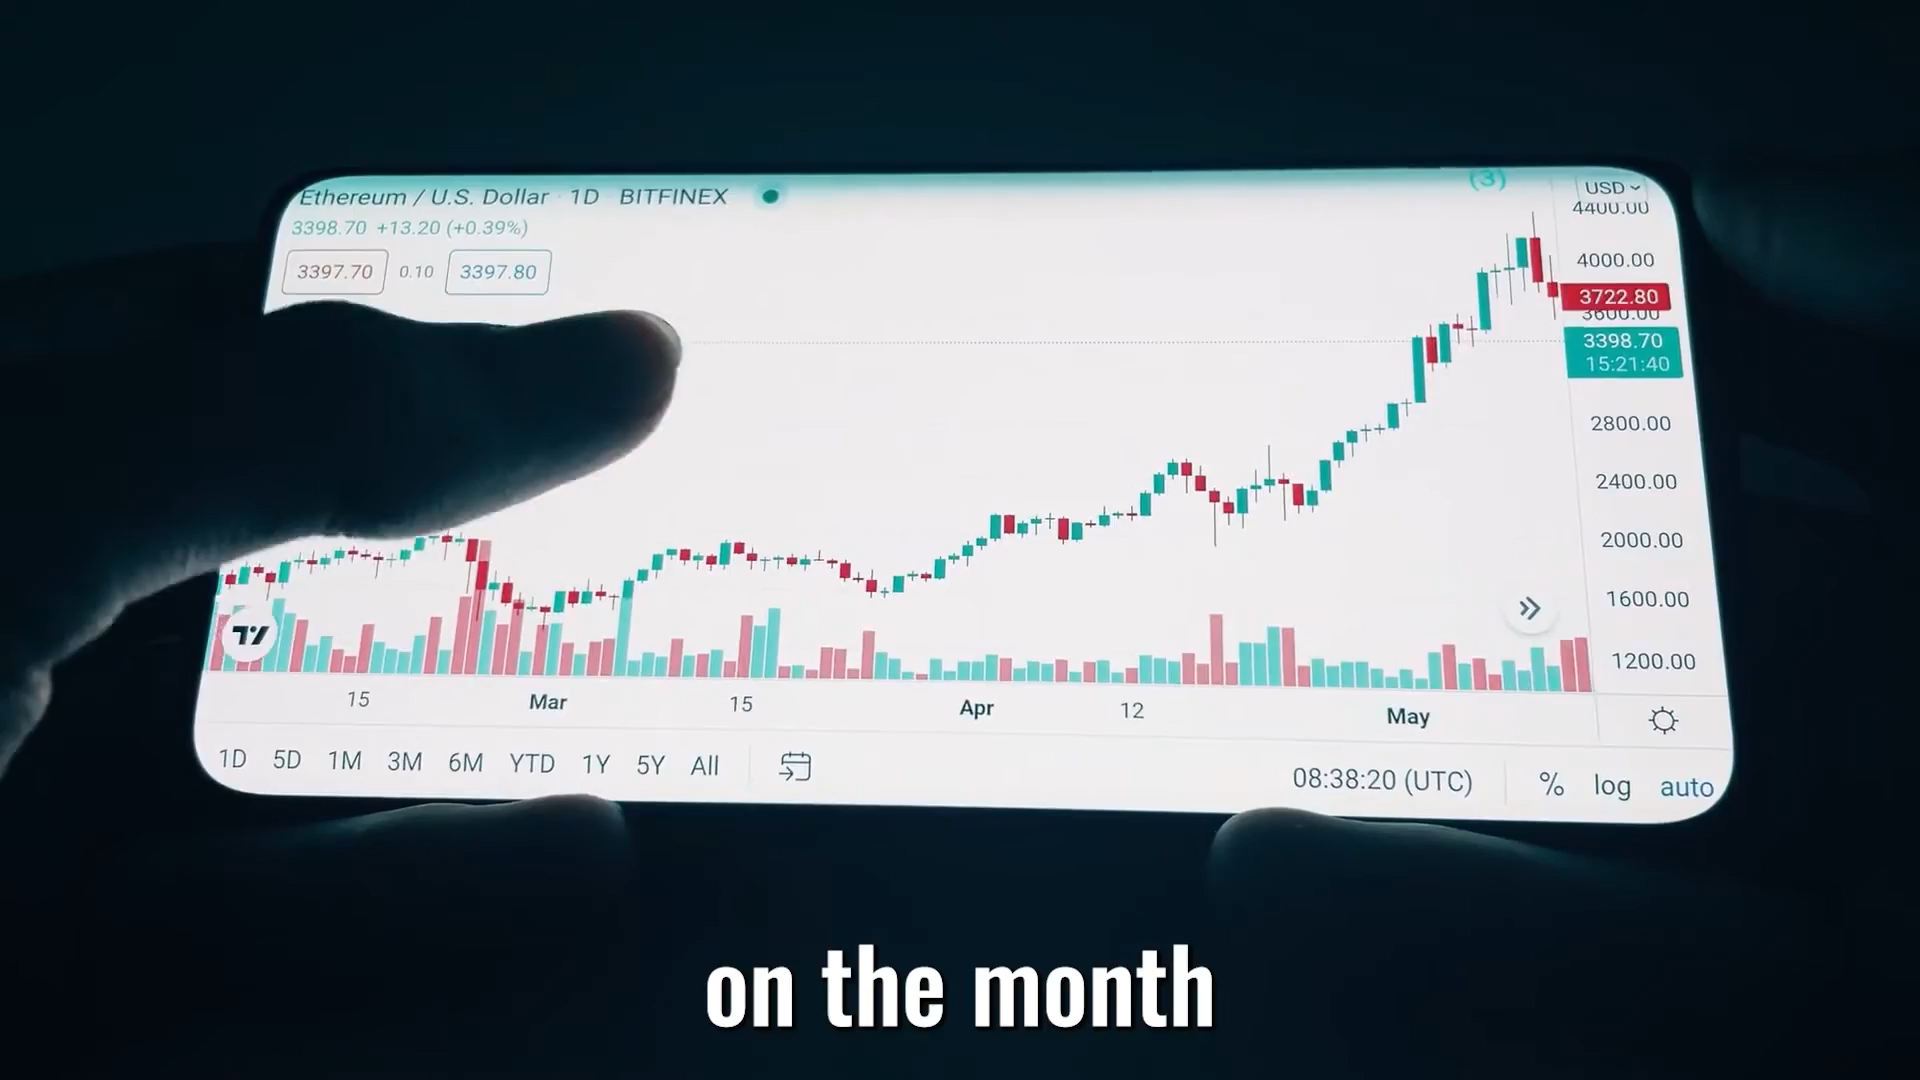 Ethereum / U.S. Dollar · 1D BITFINEX
3398.70 +13.20 (+0.39%)
3397.70 0.10 3397.80
(3)
USD
4400.00
4000.00
3722.80
3600.00
3398.70
15:21:40
2800.00
2400.00
2000.00
1600.00
1200.00
15 Mar 15 Apr 12 May
1D 5D 1M 3M 6M YTD 1Y 5Y All
08:38:20 (UTC) % log auto
on the month